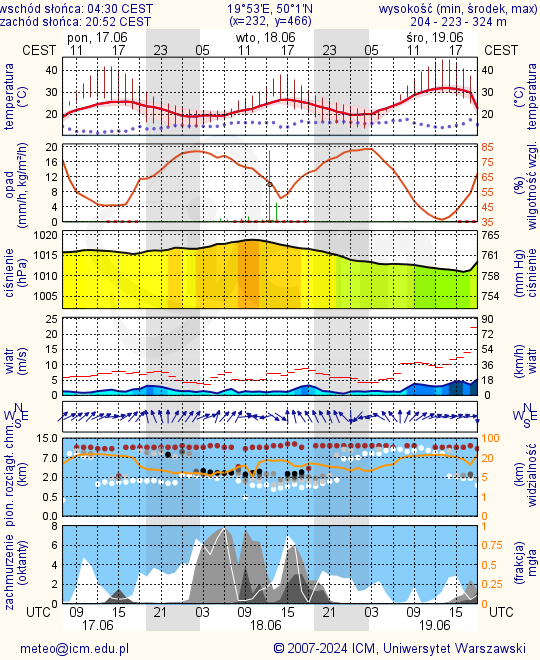 wschód słońca: 04:30 CEST
zachód słońca: 20:52 CEST
19°53'E, 50°1'N
(x=232, y=466)
wysokość (min, środek, max)
204 - 223 - 324 m
CEST
pon, 17.06
wto, 18.06
śro, 19.06
CEST
11 17 23 05 11 17 23 05 11 17
temperatura (°C)
40 30 20
40 30 20
temperatura (°C)
opad (mm/h, kg/m²/h)
20 16 12 8 4 2 1 0
85 75 65 55 45 35
(%) wilgotność wzgl.
ciśnienie (hPa)
1020 1015 1010 1005
765 761 758 754
(mm Hg) ciśnienie
wiatr (m/s)
25 20 15 10 5 0
90 72 54 36 18 0
(km/h) wiatr
N W E S
N W E S
pion. rozciągł. chm. (km)
15.0 7.0 2.0 0.5 0.0
100 20 10 5 1 0
(km) widzialność
zachmurzenie (oktanty)
8 6 4 2 0
1 0.75 0.5 0.25 0
(frakcja) mgła
UTC
09 15 21 03 09 15 21 03 09 15
UTC
17.06
18.06
19.06
meteo@icm.edu.pl
© 2007-2024 ICM, Uniwersytet Warszawski